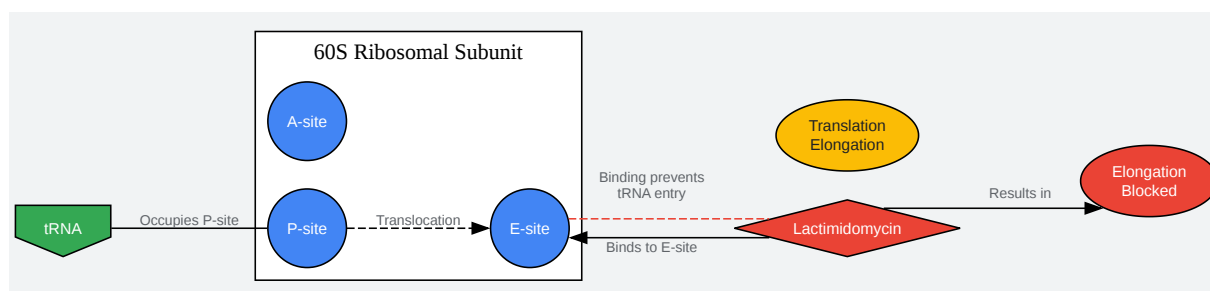 60S Ribosomal Subunit
A-site
Translation
Elongation
Binding prevents
tRNA entry
Elongation
Blocked
Results in
tRNA
Occupies P-site
P-site
Translocation
E-site
Lactimidomycin
Binds to E-site